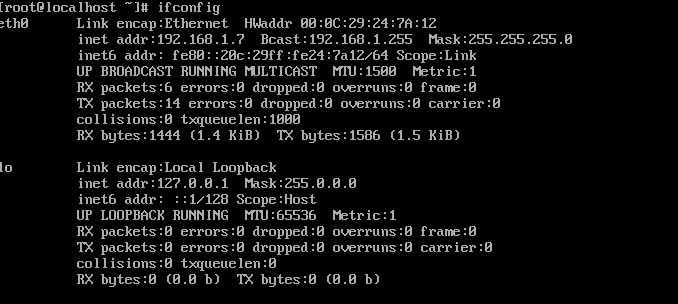 [root@localhost ~]# ifconfig
eth0 Link encap:Ethernet HWaddr 00:0C:29:24:7A:12
inet addr:192.168.1.7 Bcast:192.168.1.255 Mask:255.255.255.0
inet6 addr: fe80::20c:29ff:fe24:7a12/64 Scope:Link
UP BROADCAST RUNNING MULTICAST MTU:1500 Metric:1
RX packets:6 errors:0 dropped:0 overruns:0 frame:0
TX packets:14 errors:0 dropped:0 overruns:0 carrier:0
collisions:0 txqueuelen:1000
RX bytes:1444 (1.4 KiB) TX bytes:1586 (1.5 KiB)
lo Link encap:Local Loopback
inet addr:127.0.0.1 Mask:255.0.0.0
inet6 addr: ::1/128 Scope:Host
UP LOOPBACK RUNNING MTU:65536 Metric:1
RX packets:0 errors:0 dropped:0 overruns:0 frame:0
TX packets:0 errors:0 dropped:0 overruns:0 carrier:0
collisions:0 txqueuelen:0
RX bytes:0 (0.0 b) TX bytes:0 (0.0 b)